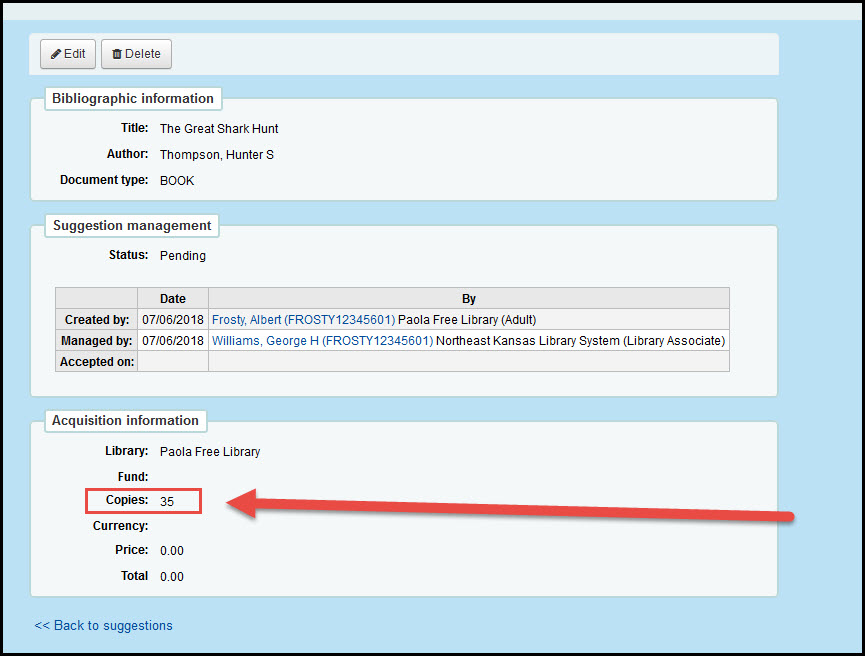 Edit Delete
Bibliographic information
Title: The Great Shark Hunt
Author: Thompson, Hunter S
Document type: BOOK
Suggestion management
Status: Pending
Date By
Created by: 07/06/2018 Frosty, Albert (FROSTY12345601) Paola Free Library (Adult)
Managed by: 07/06/2018 Williams, George H (FROSTY12345601) Northeast Kansas Library System (Library Associate)
Accepted on:
Acquisition information
Library: Paola Free Library
Fund:
Copies: 35
Currency:
Price: 0.00
Total 0.00
<< Back to suggestions